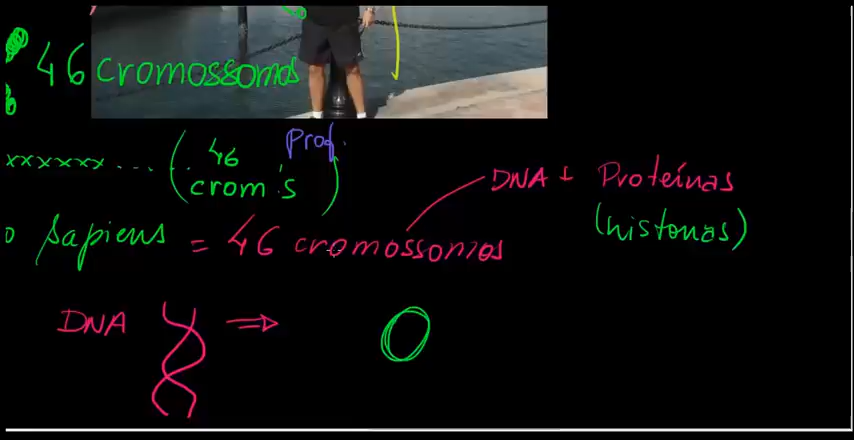 46 cromossomos
prof.
xxxxxx ... (46 crom's)
DNA + Proteínas
(histonas)
o sapiens = 46 cromossomos
DNA ⇒